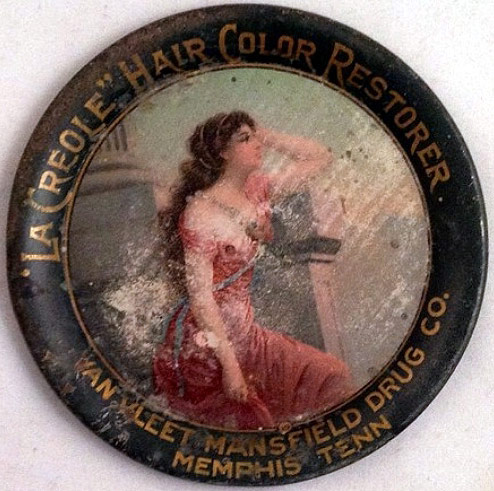 "LA CREOLE" HAIR COLOR RESTORER.
VAN VLEET MANSFIELD DRUG CO.
MEMPHIS TENN